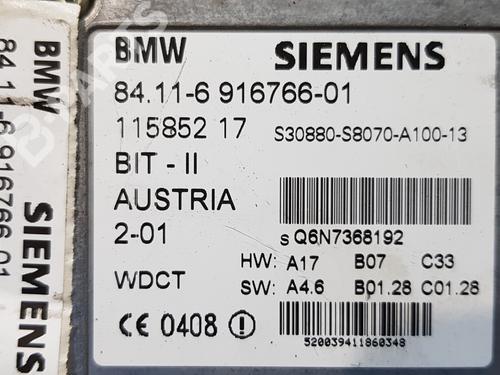 BMW SIEMENS
84.11-6 916766-01
115852 17 S30880-S8070-A100-13
BIT - II
AUSTRIA
2-01 s Q6N7368192
HW: A17 B07 C33
WDCT SW: A4.6 B01.28 C01.28
CE 0408
520039411860348
BMW SIEMENS
84.11-6 916766 01
B PARTS